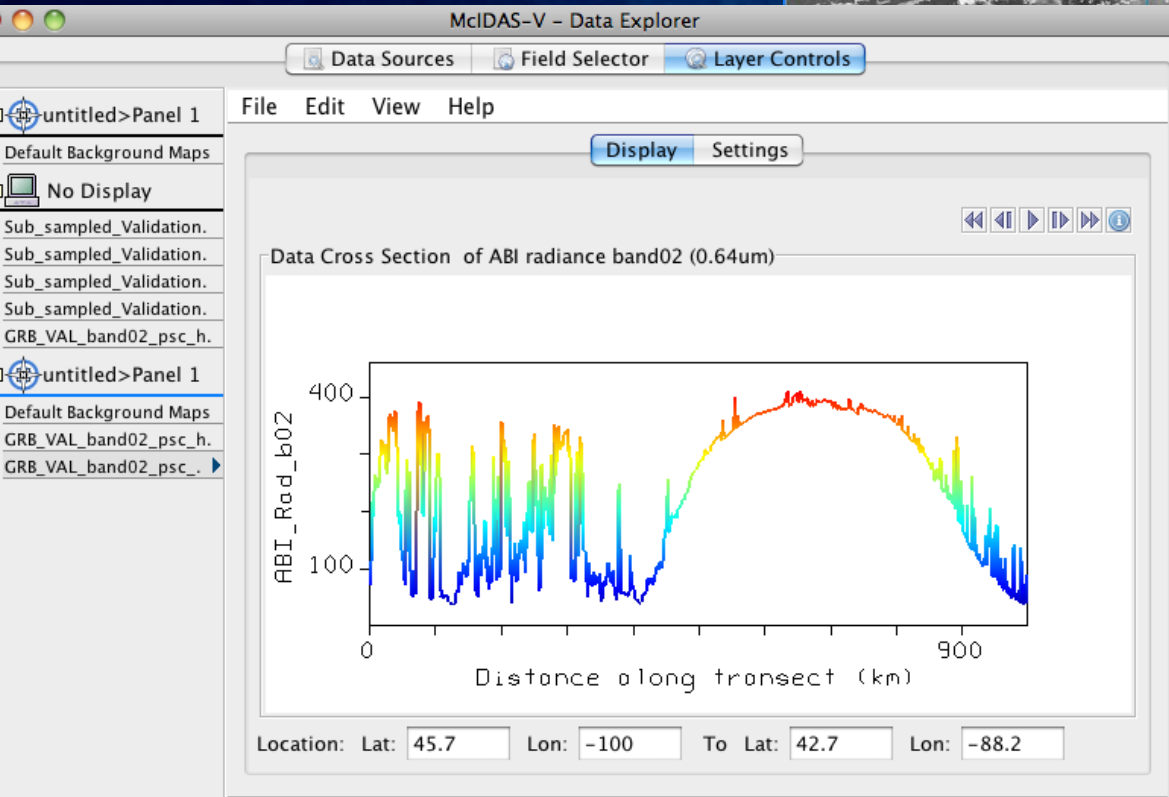 McIDAS-V – Data Explorer
Data Sources Field Selector Layer Controls
untitled>Panel 1
Default Background Maps
No Display
Sub_sampled_Validation.
Sub_sampled_Validation.
Sub_sampled_Validation.
Sub_sampled_Validation.
GRB_VAL_band02_psc_h.
untitled>Panel 1
Default Background Maps
GRB_VAL_band02_psc_h.
GRB_VAL_band02_psc_.
File Edit View Help
Display Settings
Data Cross Section of ABI radiance band02 (0.64um)
400
100
ABI_Rad_b02
0 900
Distance along transect (km)
Location: Lat: 45.7 Lon: -100 To Lat: 42.7 Lon: -88.2